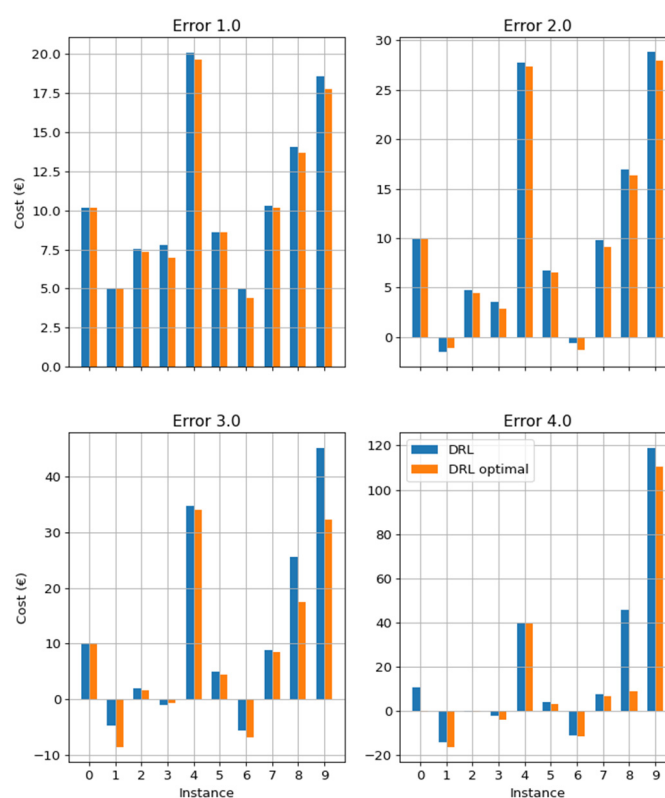 Error 1.0
Error 2.0
20.0
17.5
15.0
12.5
10.0
7.5
5.0
2.5
0.0
Cost (€)
30
25
20
15
10
5
0
Error 3.0
Error 4.0
40
30
20
10
0
−10
Cost (€)
0 1 2 3 4 5 6 7 8 9
Instance
120
100
80
60
40
20
0
−20
DRL
DRL optimal
0 1 2 3 4 5 6 7 8 9
Instance